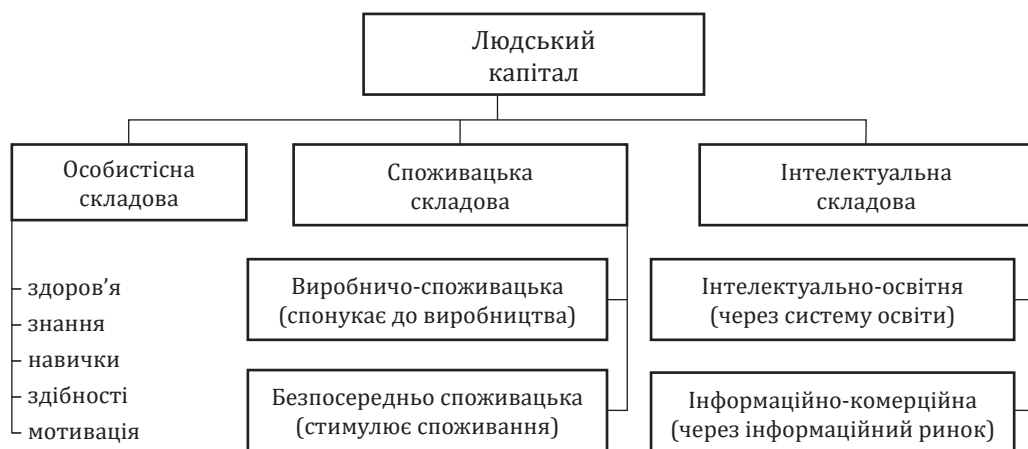 Людський
капітал
Особистісна
складова
Споживацька
складова
Інтелектуальна
складова
– здоров’я
– знання
– навички
– здібності
– мотивація
Виробничо-споживацька
(спонукає до виробництва)
Безпосередньо споживацька
(стимулює споживання)
Інтелектуально-освітня
(через систему освіти)
Інформаційно-комерційна
(через інформаційний ринок)